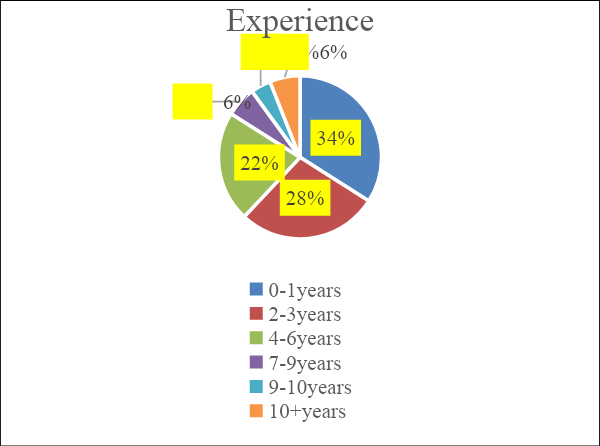 Experience
%6%
6%
34%
22%
28%
0-1years
2-3years
4-6years
7-9years
9-10years
10+years